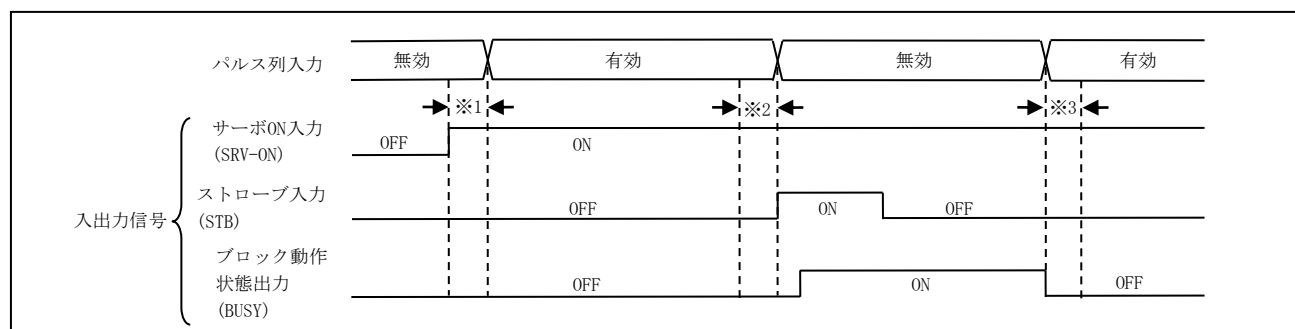 パルス列入力
無効
有効
無効
有効
※1
※2
※3
入出力信号
サーボON入力
(SRV-ON)
OFF
ON
ストローブ入力
(STB)
OFF
ON
OFF
ブロック動作
状態出力
(BUSY)
OFF
ON
OFF